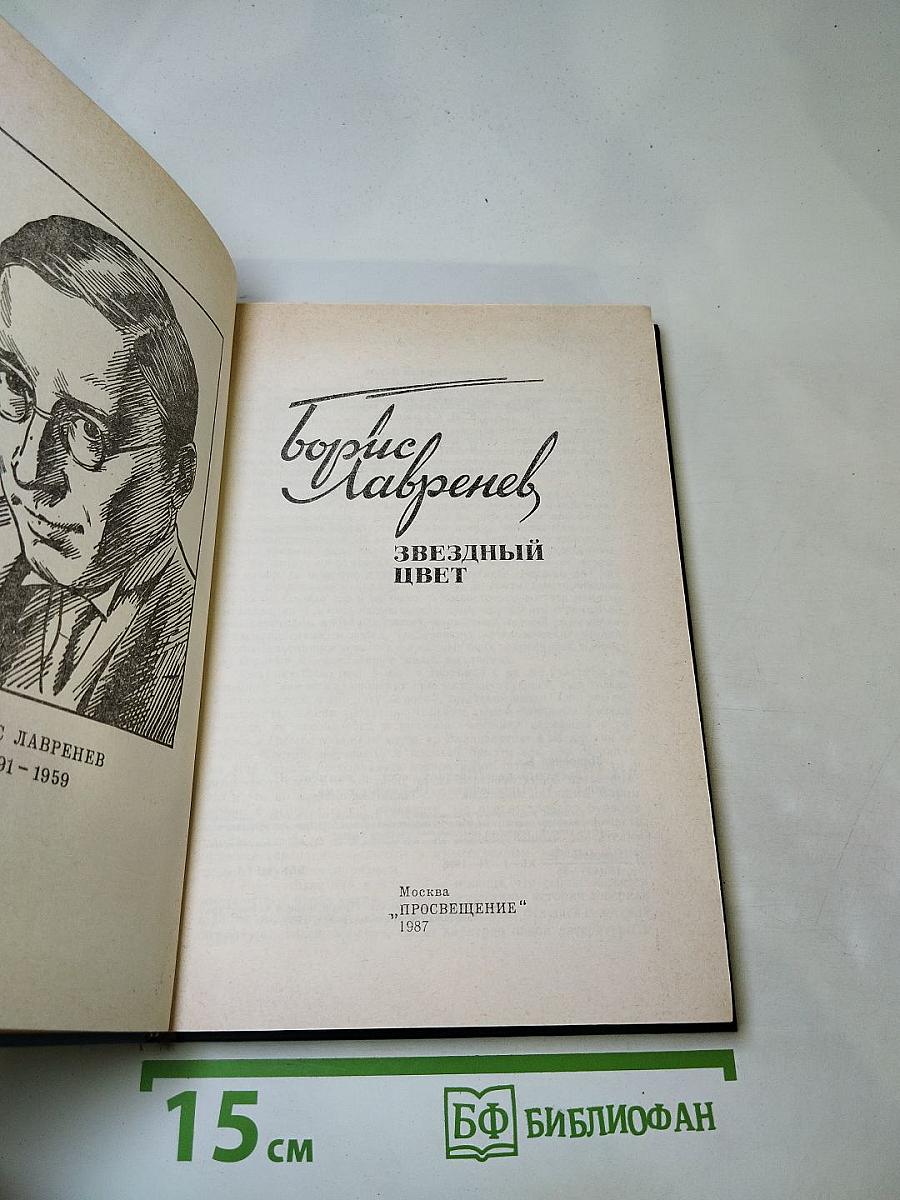 ЛАВРЕНЕВ
91 – 1959
Борис
Лавренев
ЗВЕЗДНЫЙ
ЦВЕТ
Москва
„ПРОСВЕЩЕНИЕ“
1987
15 см
БФ БИБЛИОФАН